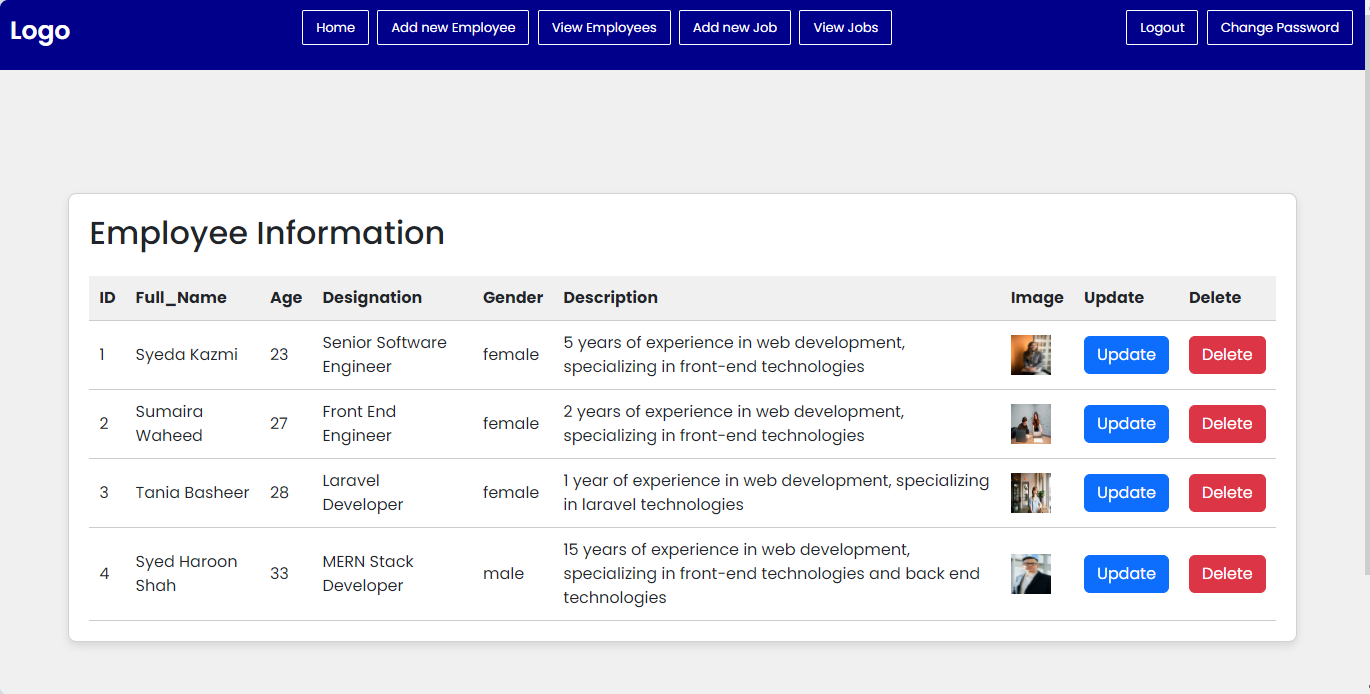 Logo
Home Add new Employee View Employees Add new Job View Jobs Logout Change Password
Employee Information
ID Full_Name Age Designation Gender Description Image Update Delete
1 Syeda Kazmi 23 Senior Software Engineer female 5 years of experience in web development, specializing in front-end technologies Update Delete
2 Sumaira Waheed 27 Front End Engineer female 2 years of experience in web development, specializing in front-end technologies Update Delete
3 Tania Basheer 28 Laravel Developer female 1 year of experience in web development, specializing in laravel technologies Update Delete
4 Syed Haroon Shah 33 MERN Stack Developer male 15 years of experience in web development, specializing in front-end technologies and back end technologies Update Delete